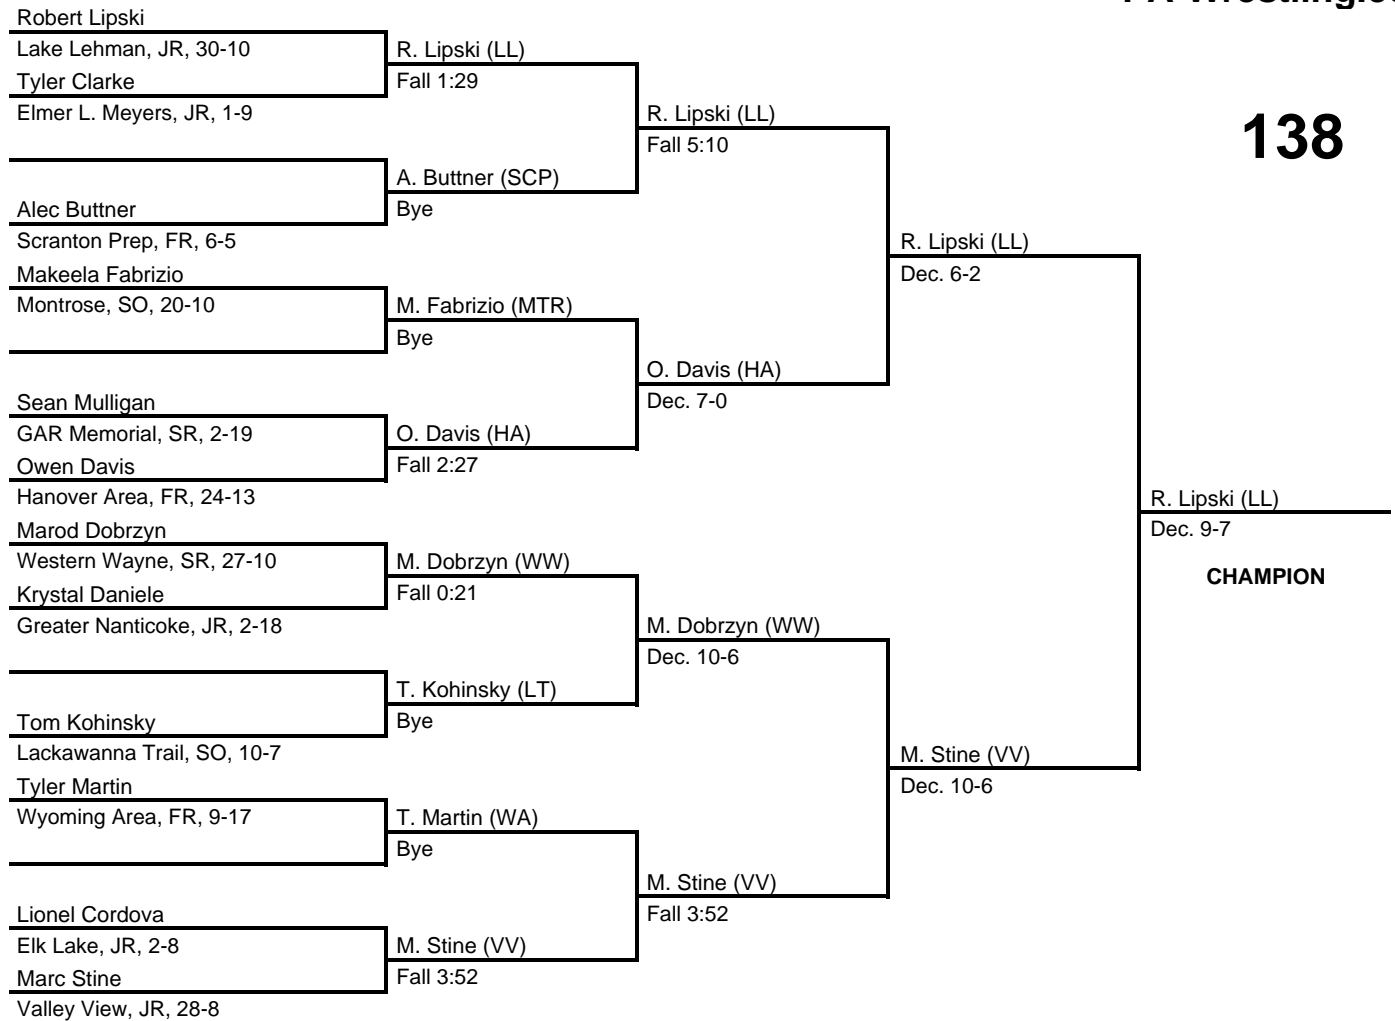 Robert Lipski
Lake Lehman, JR, 30-10
Tyler Clarke
Elmer L. Meyers, JR, 1-9
Alec Buttner
Scranton Prep, FR, 6-5
Makeela Fabrizio
Montrose, SO, 20-10
Sean Mulligan
GAR Memorial, SR, 2-19
Owen Davis
Hanover Area, FR, 24-13
Marod Dobrzyn
Western Wayne, SR, 27-10
Krystal Daniele
Greater Nanticoke, JR, 2-18
Tom Kohinsky
Lackawanna Trail, SO, 10-7
Tyler Martin
Wyoming Area, FR, 9-17
Lionel Cordova
Elk Lake, JR, 2-8
Marc Stine
Valley View, JR, 28-8
R. Lipski (LL)
Fall 1:29
A. Buttner (SCP)
Bye
M. Fabrizio (MTR)
Bye
O. Davis (HA)
Fall 2:27
M. Dobrzyn (WW)
Fall 0:21
T. Kohinsky (LT)
Bye
T. Martin (WA)
Bye
M. Stine (VV)
Fall 3:52
R. Lipski (LL)
Fall 5:10
O. Davis (HA)
Dec. 7-0
M. Dobrzyn (WW)
Dec. 10-6
M. Stine (VV)
Fall 3:52
R. Lipski (LL)
Dec. 6-2
M. Stine (VV)
Dec. 10-6
138
R. Lipski (LL)
Dec. 9-7
CHAMPION